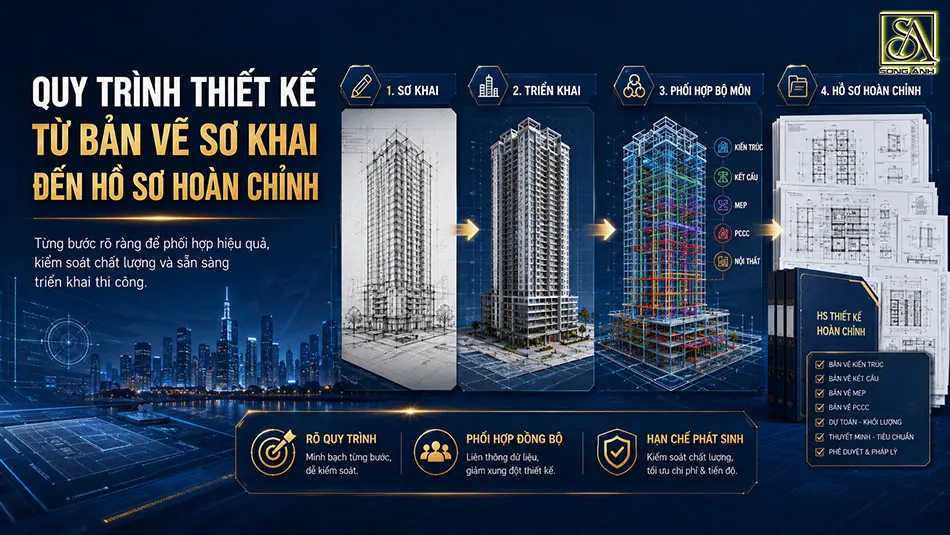 SA
SONG ANH
QUY TRÌNH THIẾT KẾ
TỪ BẢN VẼ SƠ KHAI
ĐẾN HỒ SƠ HOÀN CHỈNH
Từng bước rõ ràng để phối hợp hiệu quả,
kiểm soát chất lượng và sẵn sàng
triển khai thi công.
1. SƠ KHAI
2. TRIỂN KHAI
3. PHỐI HỢP BỘ MÔN
4. HỒ SƠ HOÀN CHỈNH
KIẾN TRÚC
KẾT CẤU
MEP
PCCC
NỘI THẤT
HS THIẾT KẾ
HOÀN CHỈNH
BẢN VẼ KIẾN TRÚC
BẢN VẼ KẾT CẤU
BẢN VẼ MEP
BẢN VẼ PCCC
DỰ TOÁN - KHỐI LƯỢNG
THUYẾT MINH - TIÊU CHUẨN
PHÊ DUYỆT & PHÁP LÝ
RÕ QUY TRÌNH
Minh bạch từng bước,
dễ kiểm soát.
PHỐI HỢP ĐỒNG BỘ
Liên thông dữ liệu,
giảm xung đột thiết kế.
HẠN CHẾ PHÁT SINH
Kiểm soát chất lượng,
tối ưu chi phí & tiến độ.